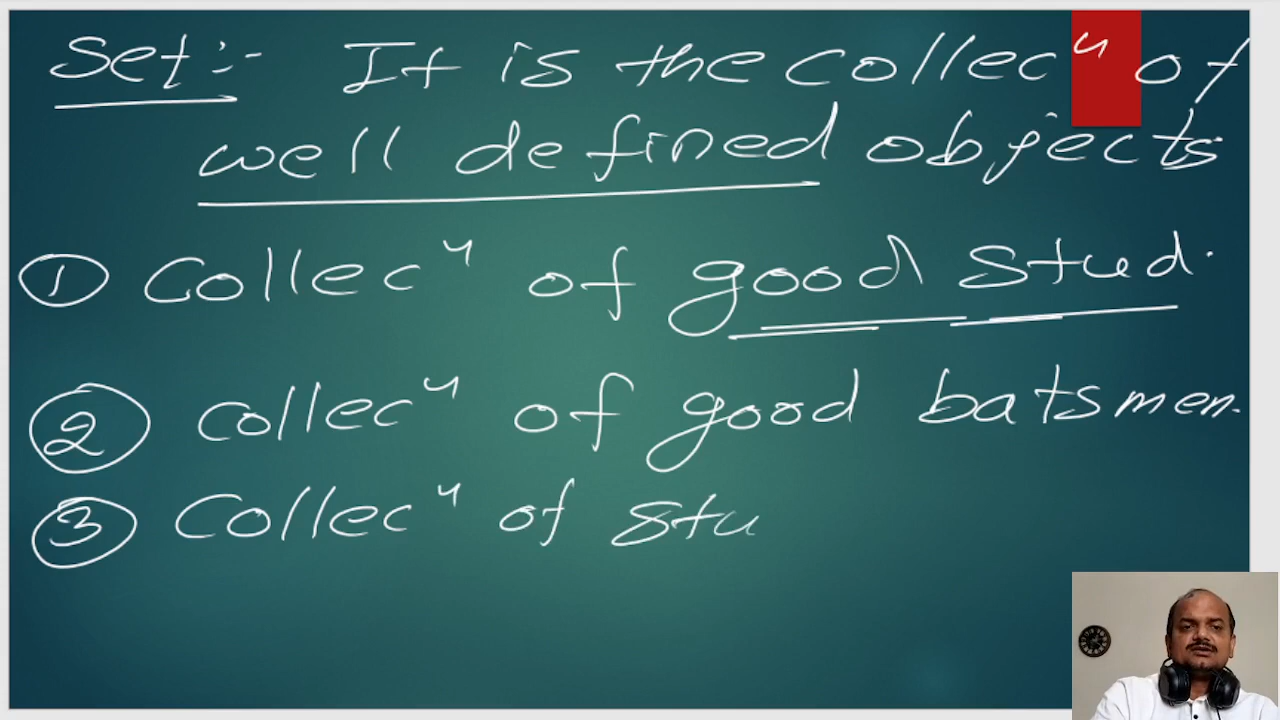 Set:- It is the collecⁿ of
well defined objects
① Collecⁿ of good stud.
② Collecⁿ of good batsmen.
③ Collecⁿ of stu